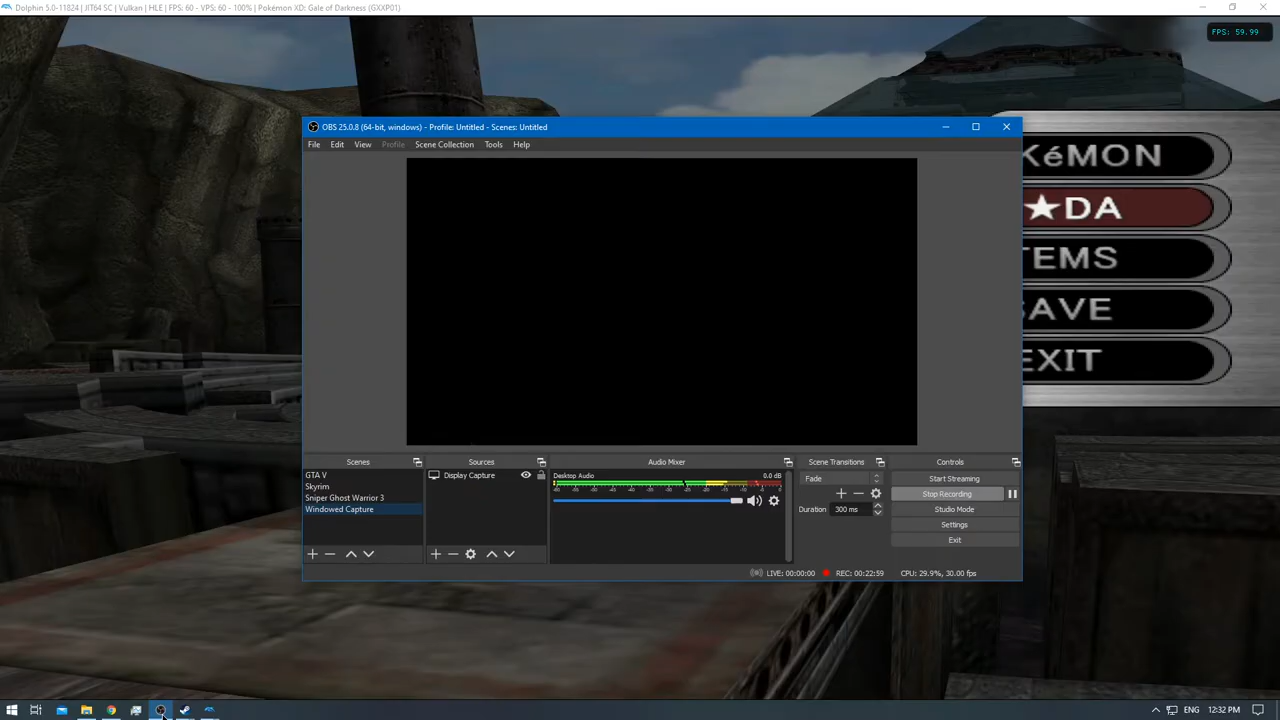 Dolphin 5.0-11824 | JIT64 SC | Vulkan | HLE | FPS: 60 - VPS: 60 - 100% | Pokémon XD: Gale of Darkness (GXXP01)
FPS: 59.99
OBS 25.0.8 (64-bit, windows) - Profile: Untitled - Scenes: Untitled
File Edit View Profile Scene Collection Tools Help
KéMON
★DA
TEMS
SAVE
EXIT
Scenes
GTA V
Skyrim
Sniper Ghost Warrior 3
Windowed Capture
Sources
Display Capture
Audio Mixer
Desktop Audio 0.0 dB
Scene Transitions
Fade
Duration 300 ms
Controls
Start Streaming
Stop Recording
Studio Mode
Settings
Exit
LIVE: 00:00:00 REC: 00:22:59 CPU: 29.9%, 30.00 fps
ENG 12:32 PM